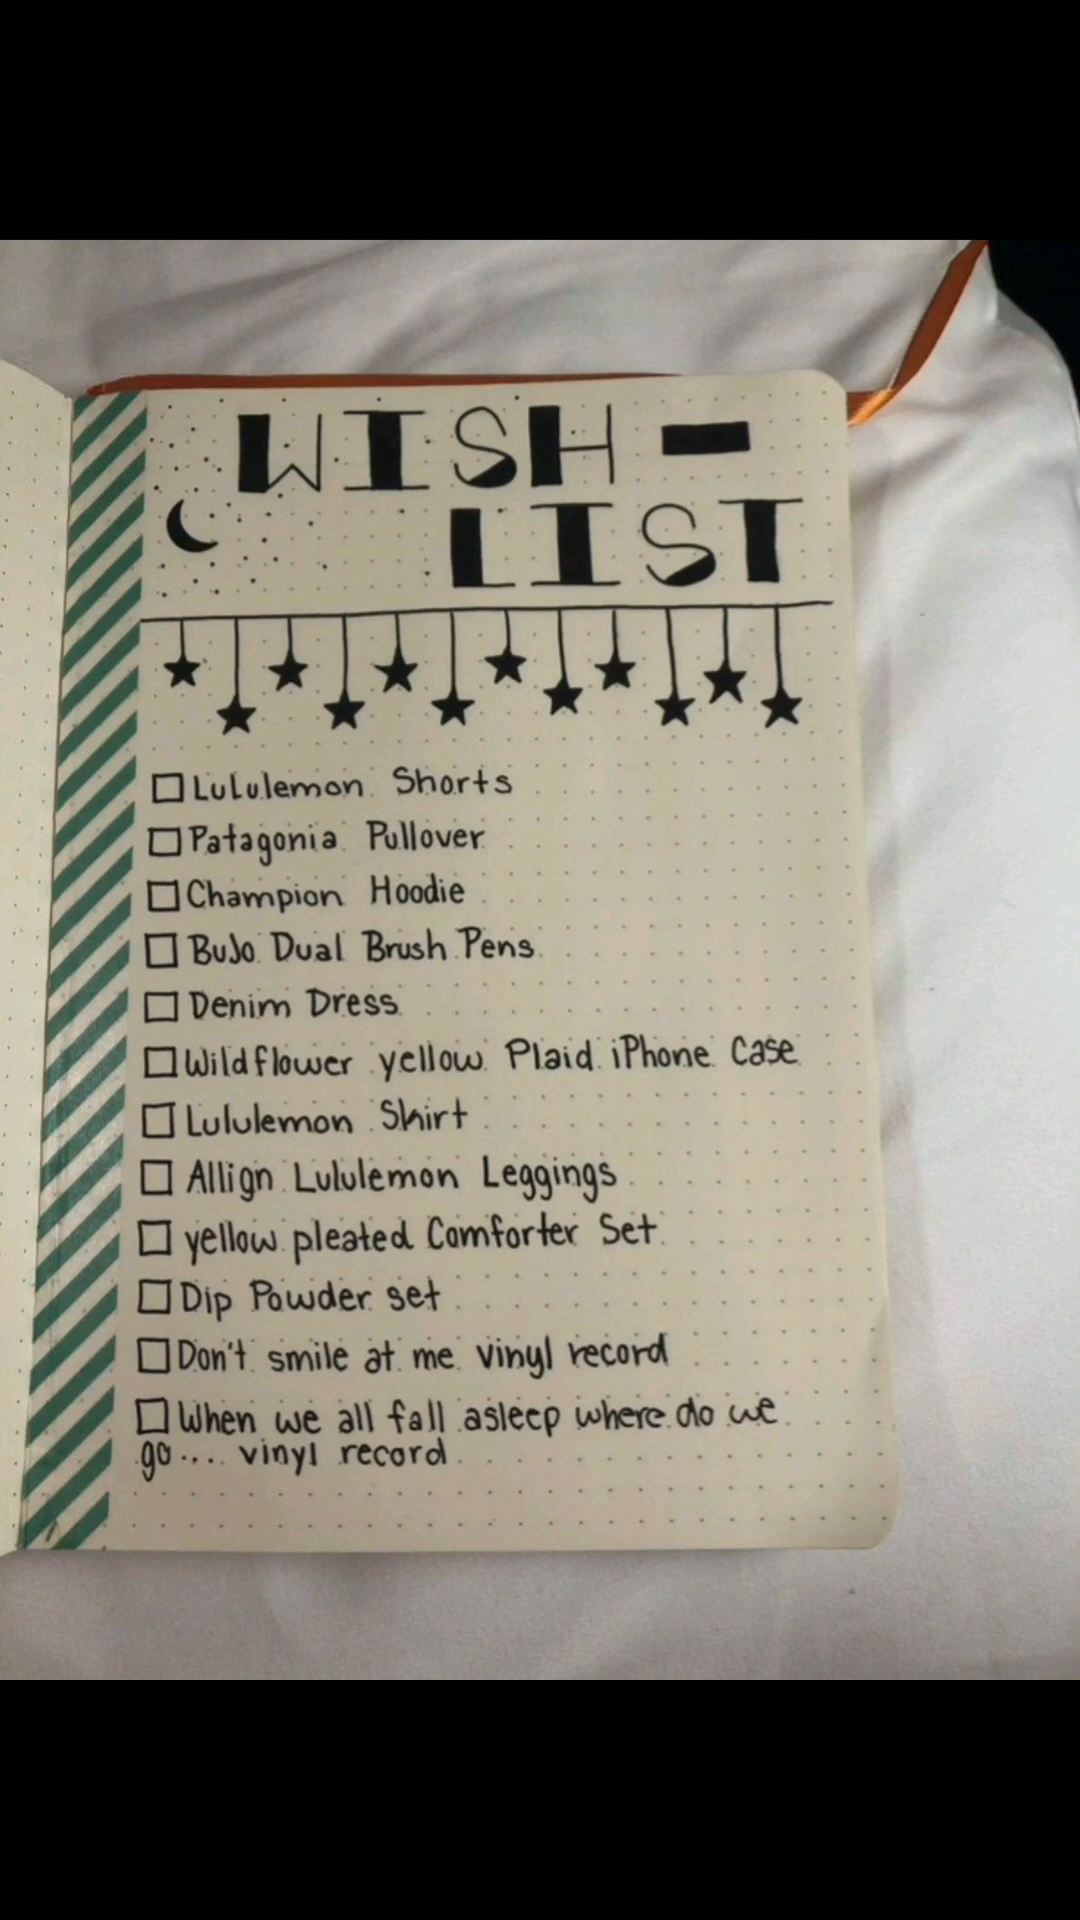 WISH-
LIST
LuLulemon Shorts
Patagonia Pullover
Champion Hoodie
BuJo Dual Brush Pens
Denim Dress
Wildflower yellow Plaid iPhone Case
Lululemon Shirt
Allign Lululemon Leggings
yellow pleated Comforter Set
Dip Powder set
Don't smile at me vinyl record
When we all fall asleep where do we
go.... vinyl record